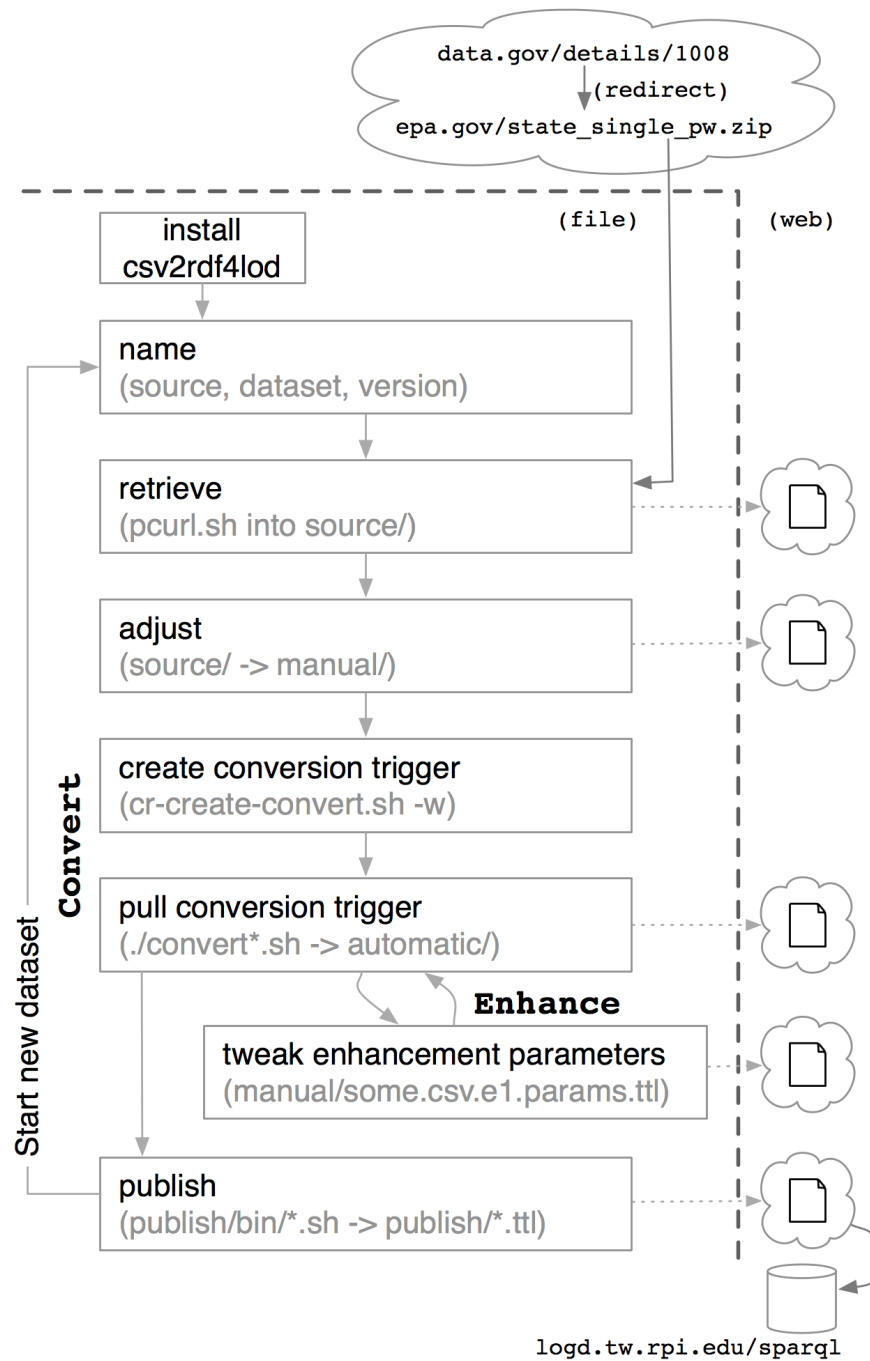 data.gov/details/1008
(redirect)
epa.gov/state_single_pw.zip
(file)
(web)
install
csv2rdf4lod
name
(source, dataset, version)
retrieve
(pcurl.sh into source/)
adjust
(source/ -> manual/)
create conversion trigger
(cr-create-convert.sh -w)
Convert
pull conversion trigger
(./convert*.sh -> automatic/)
Enhance
tweak enhancement parameters
(manual/some.csv.e1.params.ttl)
Start new dataset
publish
(publish/bin/*.sh -> publish/*.ttl)
logd.tw.rpi.edu/sparql